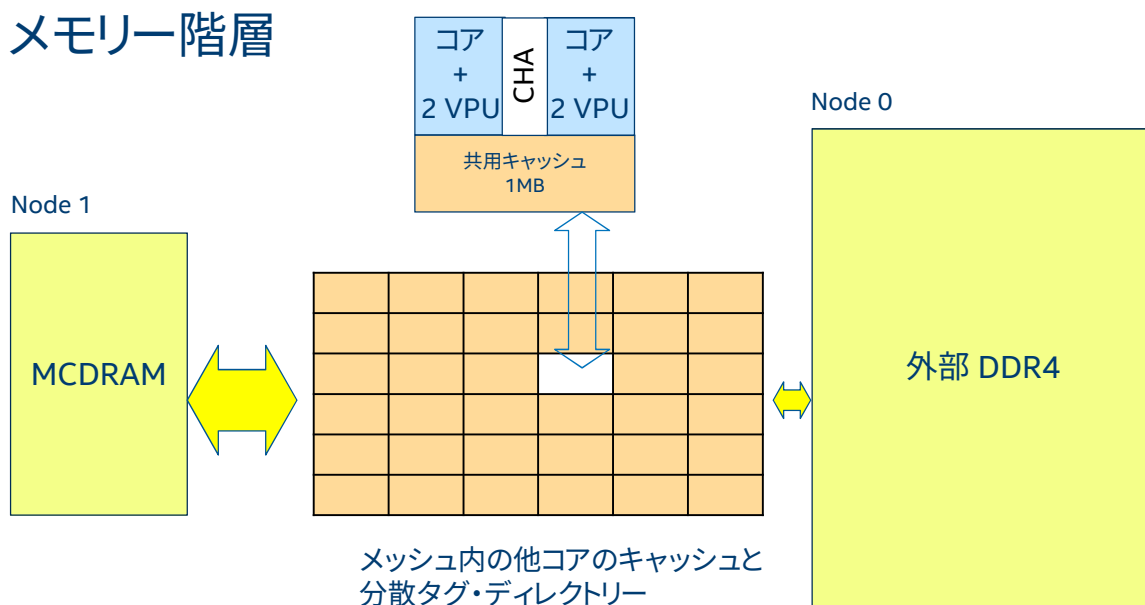 メモリー階層
コア
+
2 VPU
CHA
コア
+
2 VPU
共用キャッシュ
1MB
Node 0
Node 1
MCDRAM
外部 DDR4
メッシュ内の他コアのキャッシュと
分散タグ・ディレクトリー